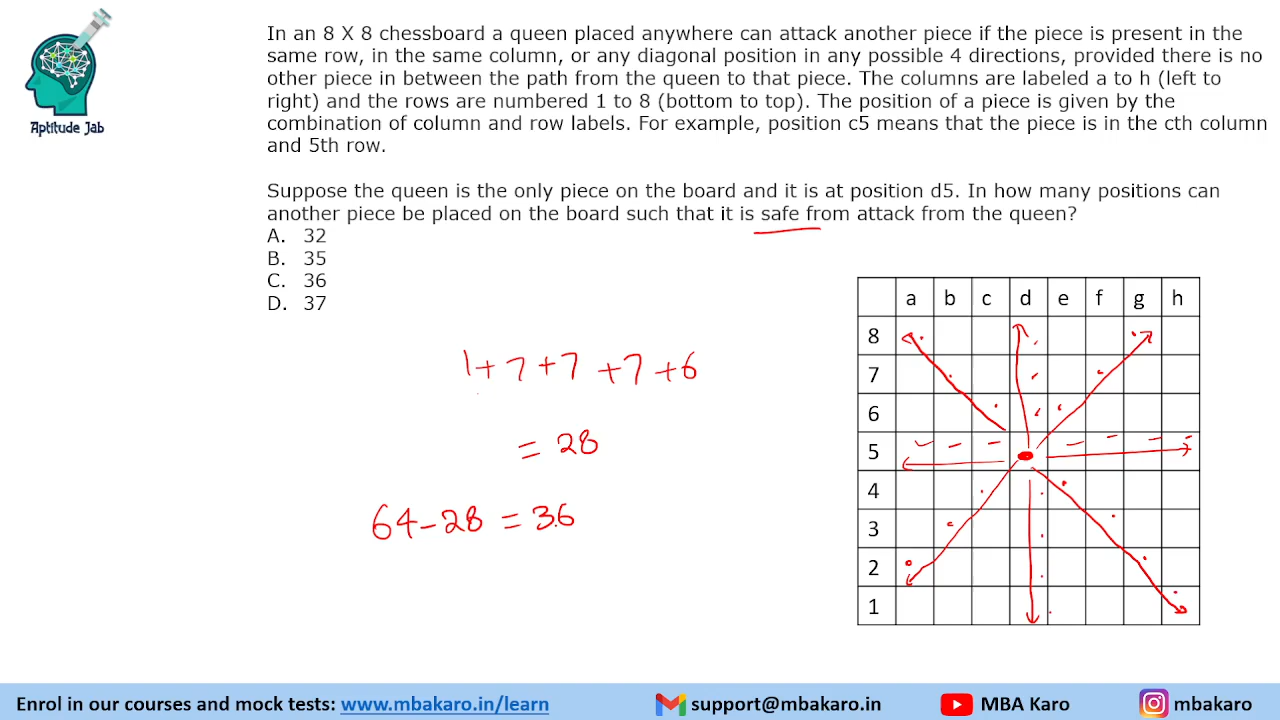 In an 8 X 8 chessboard a queen placed anywhere can attack another piece if the piece is present in the
same row, in the same column, or any diagonal position in any possible 4 directions, provided there is no
other piece in between the path from the queen to that piece. The columns are labeled a to h (left to
right) and the rows are numbered 1 to 8 (bottom to top). The position of a piece is given by the
combination of column and row labels. For example, position c5 means that the piece is in the cth column
and 5th row.
Aptitude Jab
Suppose the queen is the only piece on the board and it is at position d5. In how many positions can
another piece be placed on the board such that it is safe from attack from the queen?
A. 32
B. 35
C. 36
D. 37
a b c d e f g h
8
7
6
5
4
3
2
1
1+7+7+7+6
=28
64-28=36
Enrol in our courses and mock tests: www.mbakaro.in/learn support@mbakaro.in MBA Karo mbakaro